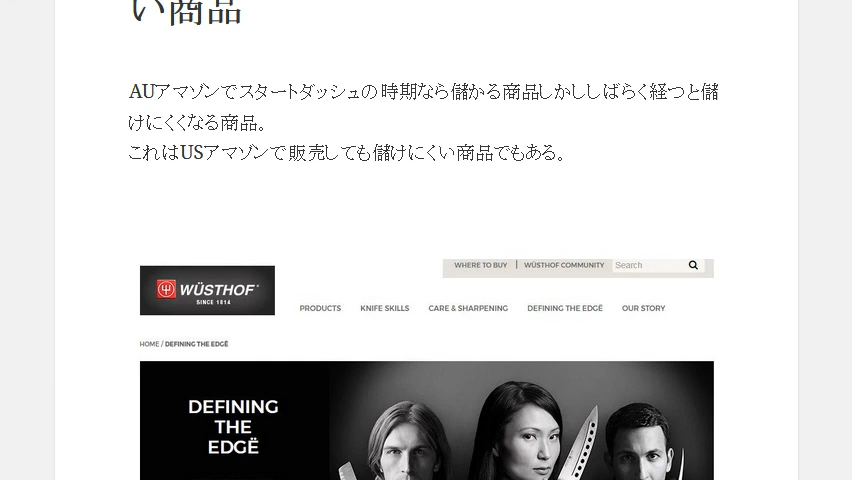 い商品
AUアマゾンでスタートダッシュの時期なら儲かる商品しかししばらく経つと儲
けにくくなる商品。
これはUSアマゾンで販売しても儲けにくい商品でもある。
WHERE TO BUY | WÜSTHOF COMMUNITY Search
WÜSTHOF
SINCE 1814
PRODUCTS KNIFE SKILLS CARE & SHARPENING DEFINING THE EDGË OUR STORY
HOME / DEFINING THE EDGË
DEFINING
THE
EDGË